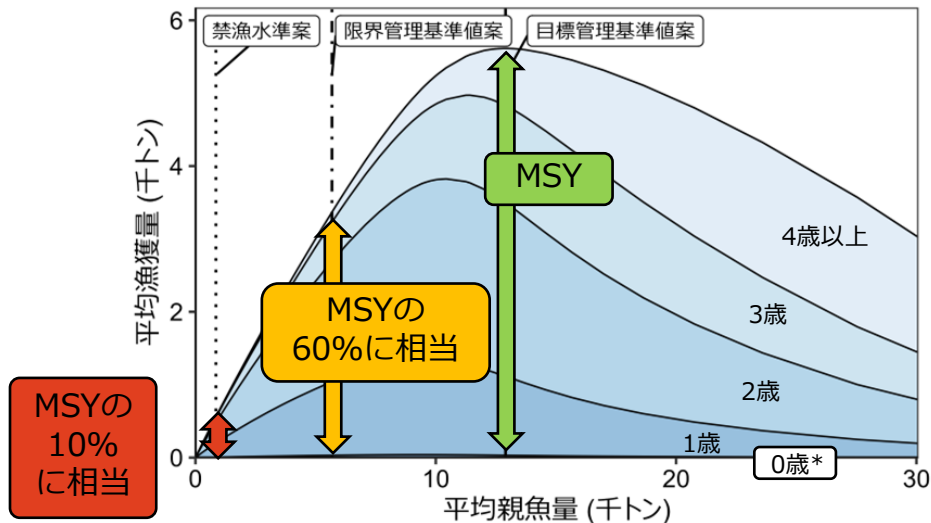 禁漁水準案
限界管理基準値案
目標管理基準値案
平均漁獲量 (千トン)
6
4
2
0
MSY
MSYの
60%に相当
MSYの
10%
に相当
4歳以上
3歳
2歳
1歳
0歳*
0
10
20
30
平均親魚量 (千トン)